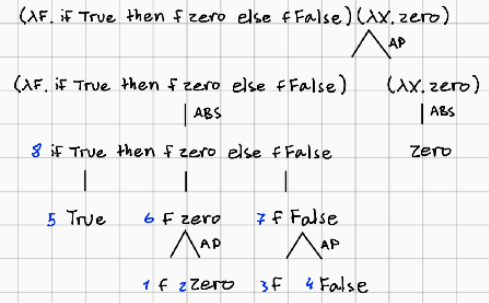 (λF. if True then f zero else f False)(λX. zero)
AP
(λF. if True then f zero else f False) (λX. zero)
ABS ABS
8 if True then f zero else f False zero
5 True 6 F zero 7 f False
AP AP
1 f 2 zero 3 F 4 False